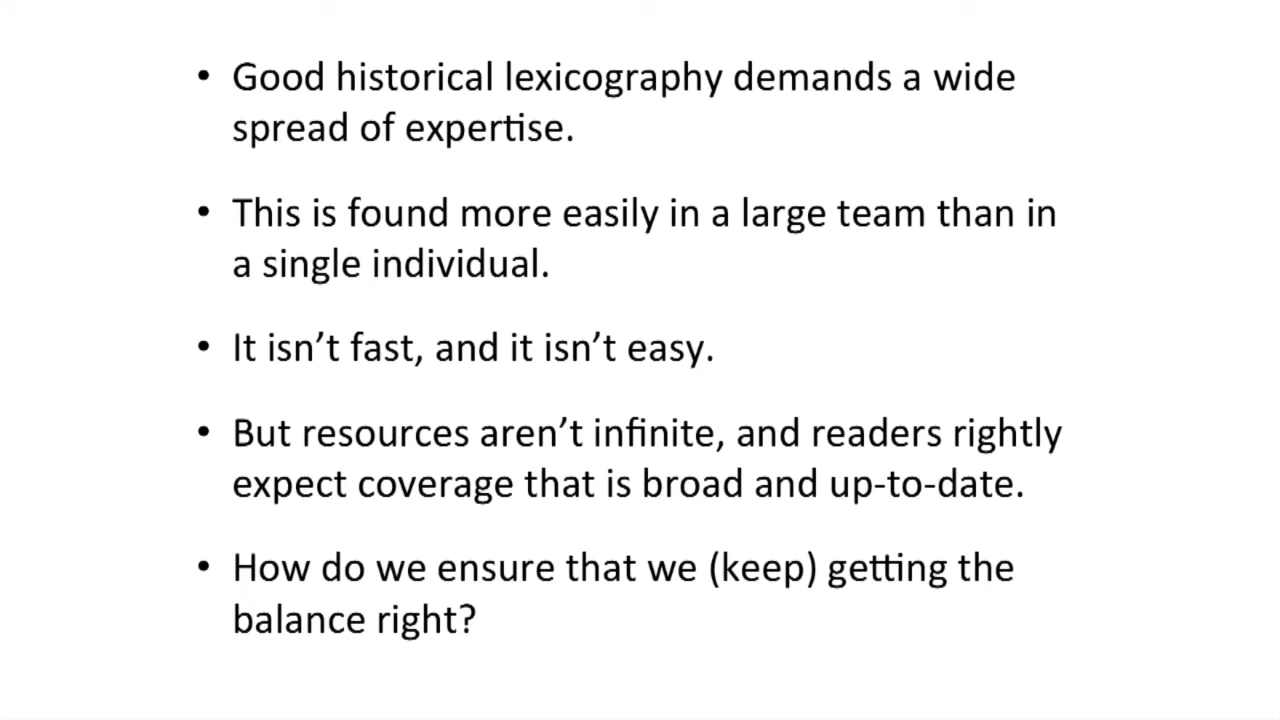 • Good historical lexicography demands a wide
spread of expertise.
• This is found more easily in a large team than in
a single individual.
• It isn’t fast, and it isn’t easy.
• But resources aren’t infinite, and readers rightly
expect coverage that is broad and up-to-date.
• How do we ensure that we (keep) getting the
balance right?